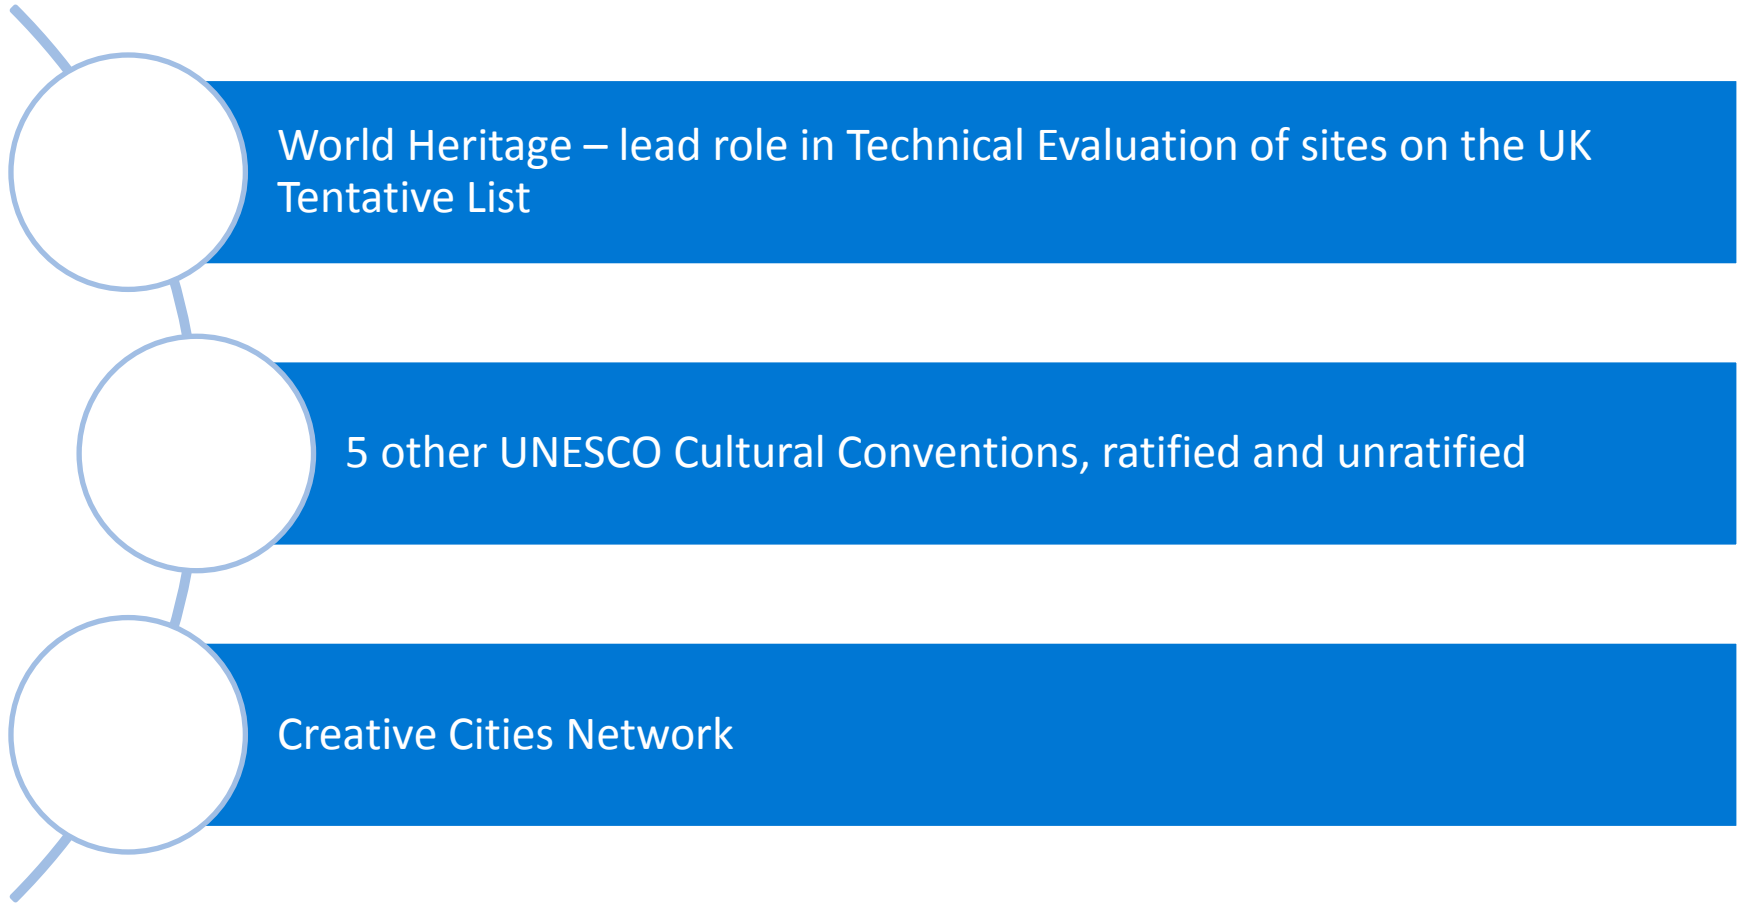 World Heritage – lead role in Technical Evaluation of sites on the UK
Tentative List
5 other UNESCO Cultural Conventions, ratified and unratified
Creative Cities Network